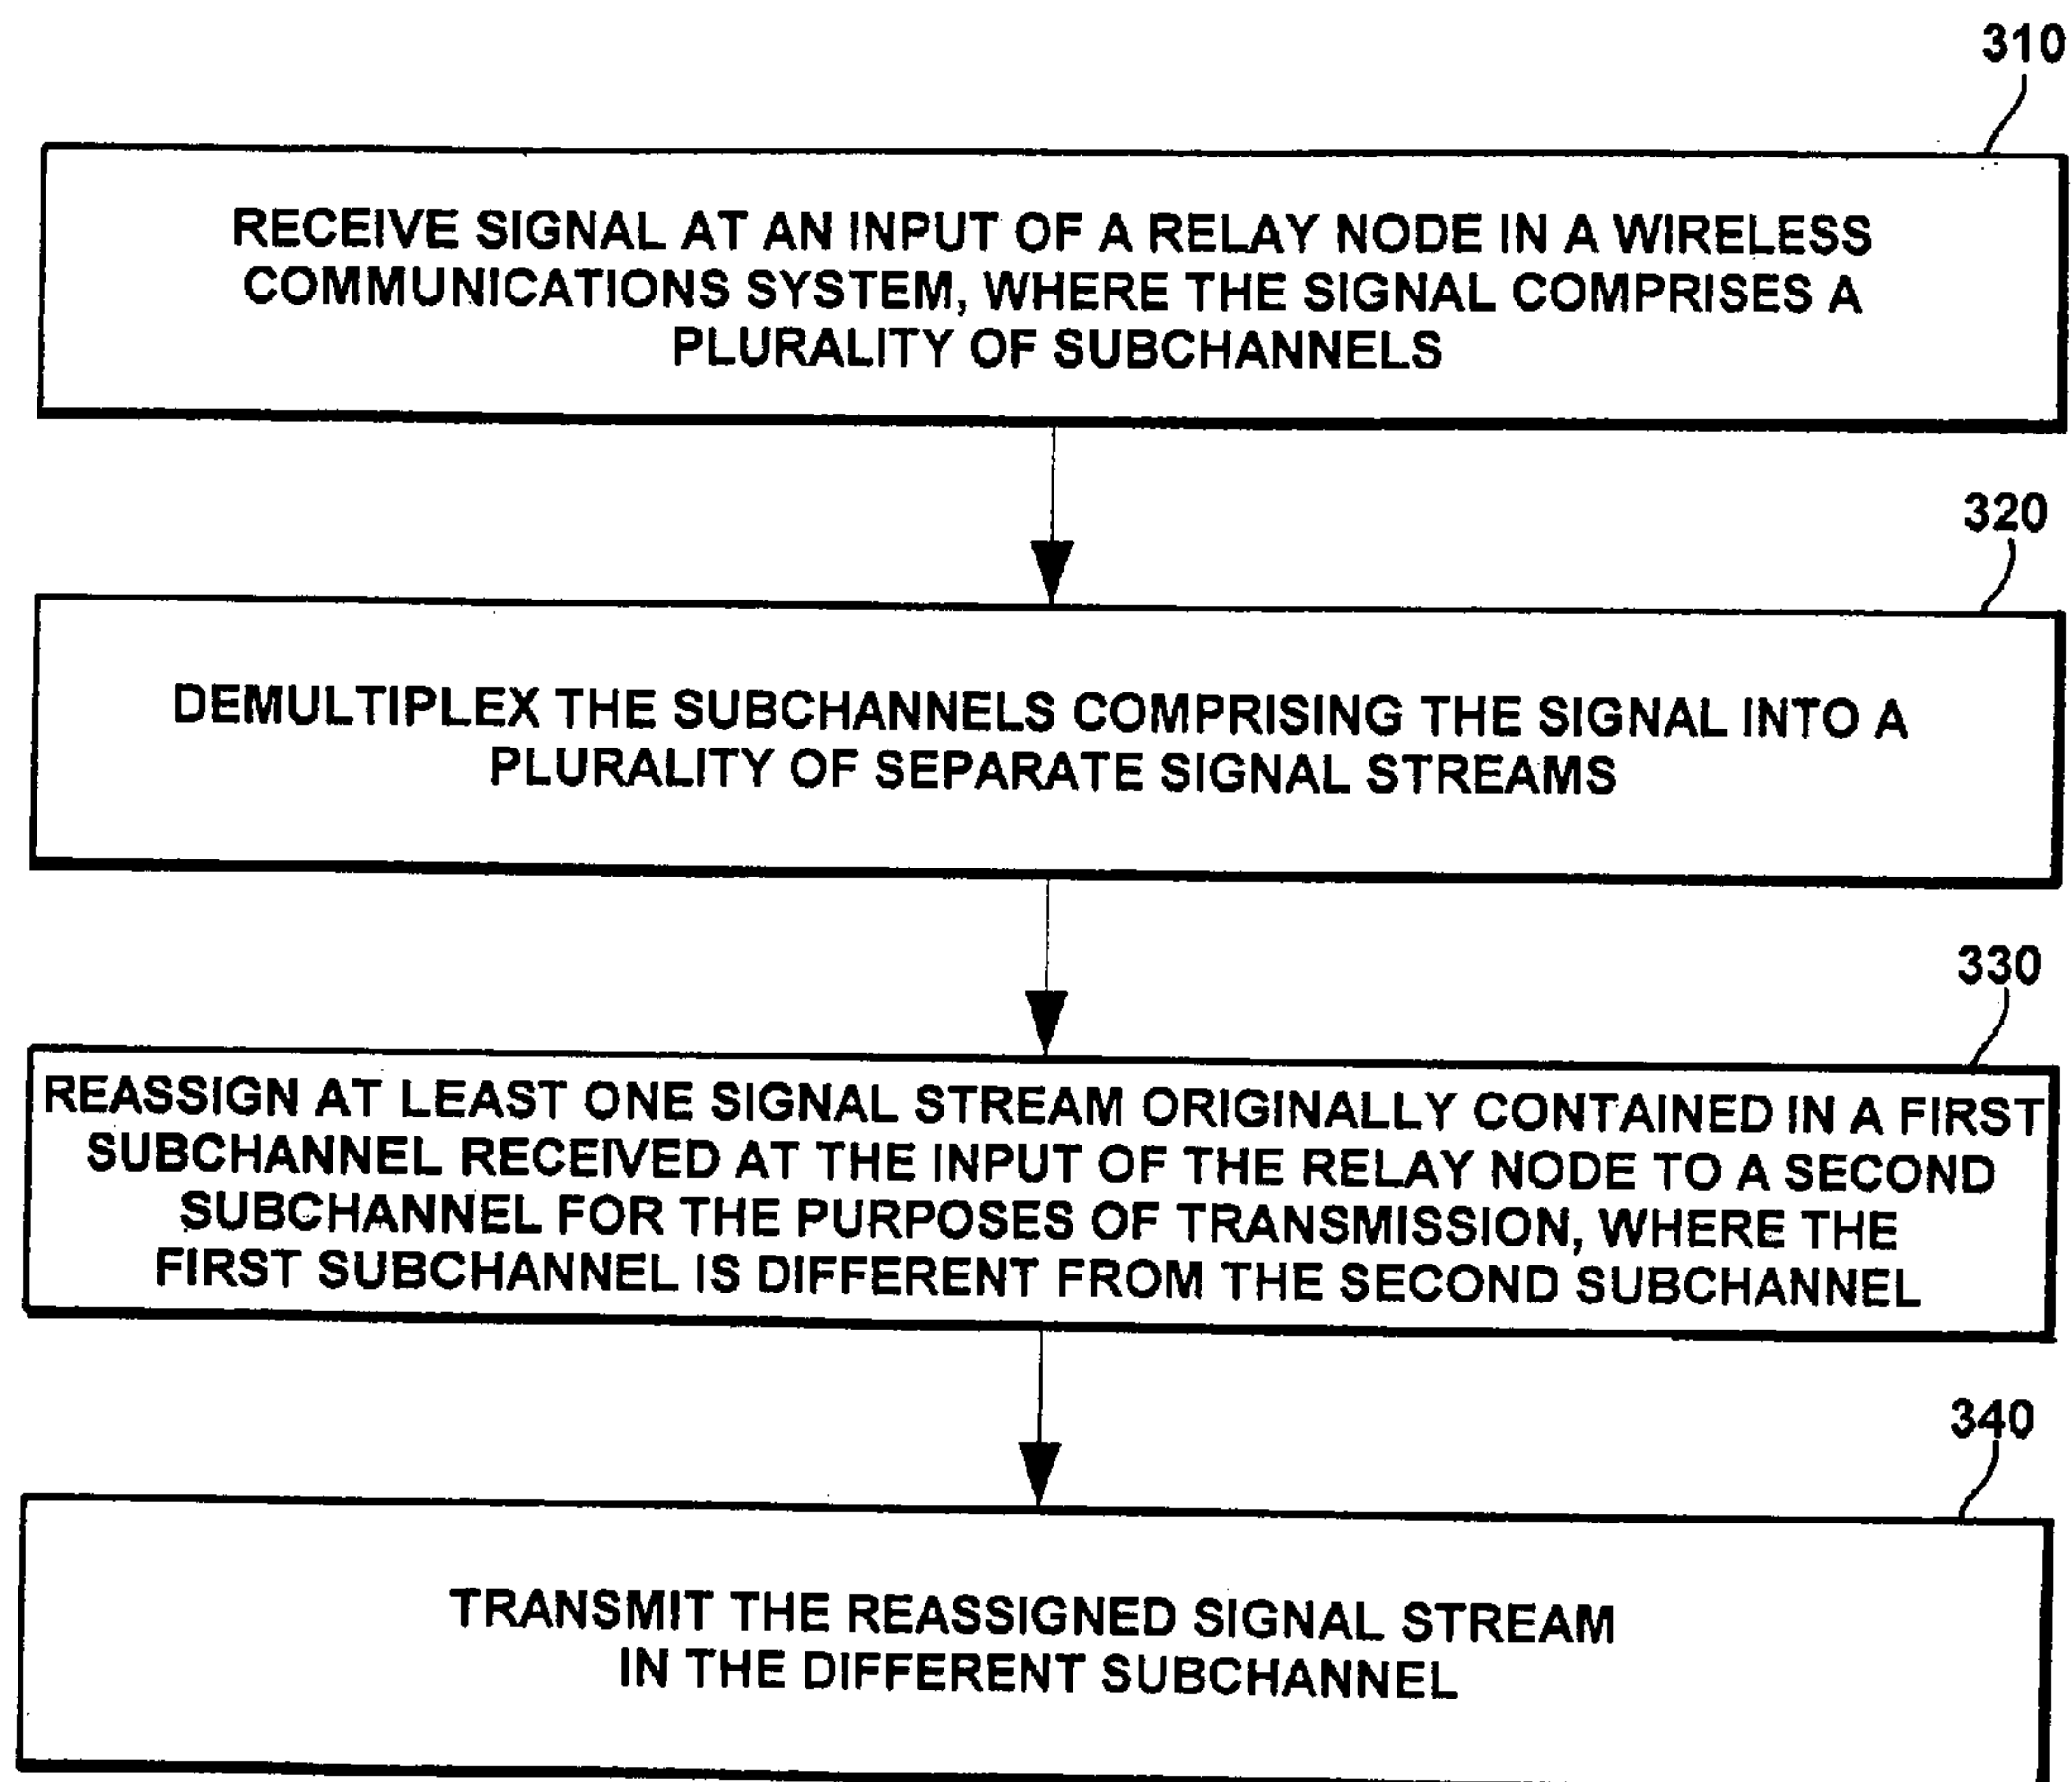 310
RECEIVE SIGNAL AT AN INPUT OF A RELAY NODE IN A WIRELESS
COMMUNICATIONS SYSTEM, WHERE THE SIGNAL COMPRISES A
PLURALITY OF SUBCHANNELS
320
DEMULTIPLEX THE SUBCHANNELS COMPRISING THE SIGNAL INTO A
PLURALITY OF SEPARATE SIGNAL STREAMS
330
REASSIGN AT LEAST ONE SIGNAL STREAM ORIGINALLY CONTAINED IN A FIRST
SUBCHANNEL RECEIVED AT THE INPUT OF THE RELAY NODE TO A SECOND
SUBCHANNEL FOR THE PURPOSES OF TRANSMISSION, WHERE THE
FIRST SUBCHANNEL IS DIFFERENT FROM THE SECOND SUBCHANNEL
340
TRANSMIT THE REASSIGNED SIGNAL STREAM
IN THE DIFFERENT SUBCHANNEL